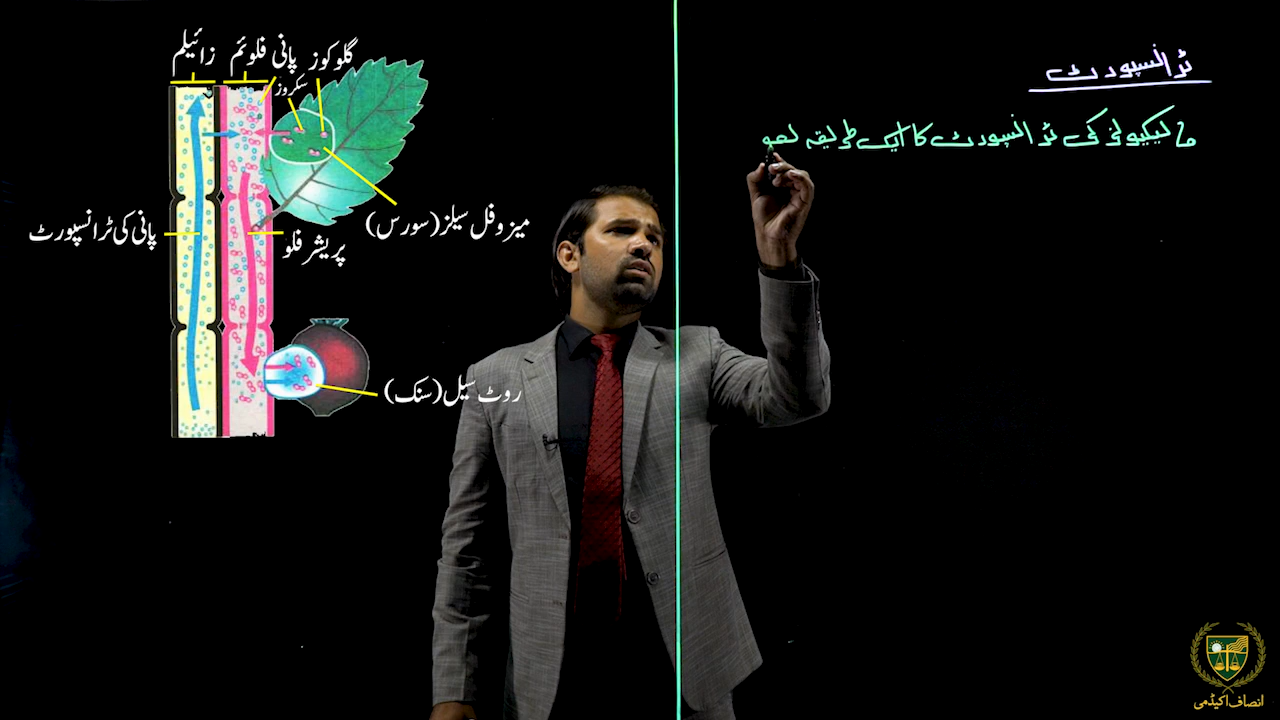 ٹرانسپورٹ
مالیکیولز کی ٹرانسپورٹ کا ایک طریقہ
زائیلم
فلوئم
پانی
گلوکوز
سکروز
میزوفل سیلز (سورس)
پانی کی ٹرانسپورٹ
پریشر فلو
روٹ سیل (سنک)
انصاف اکیڈمی